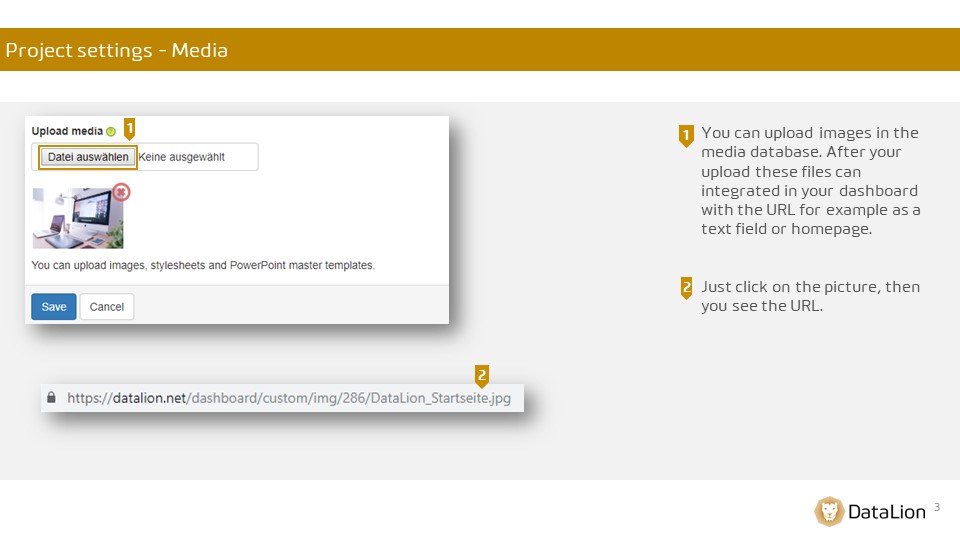 Project settings - Media
Upload media
1
Datei auswählen Keine ausgewählt
You can upload images, stylesheets and PowerPoint master templates.
Save Cancel
2
https://datalion.net/dashboard/custom/img/286/DataLion_Startseite.jpg
1 You can upload images in the
media database. After your
upload these files can
integrated in your dashboard
with the URL for example as a
text field or homepage.
2 Just click on the picture, then
you see the URL.
DataLion 3